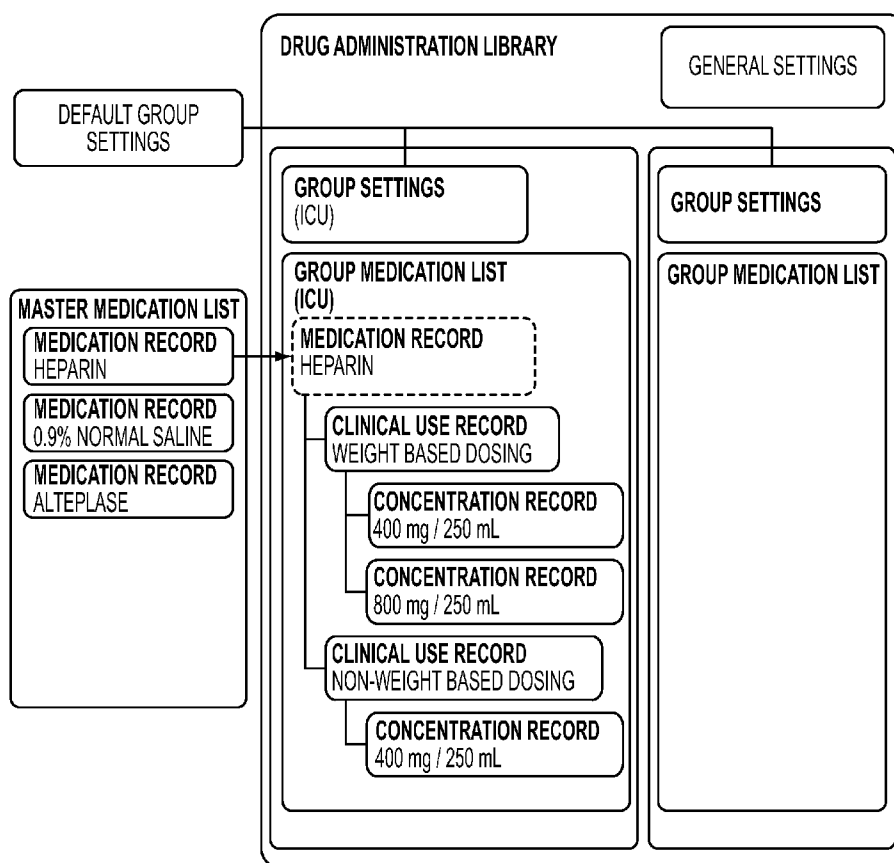 DRUG ADMINISTRATION LIBRARY
GENERAL SETTINGS
DEFAULT GROUP
SETTINGS
GROUP SETTINGS
(ICU)
GROUP SETTINGS
GROUP MEDICATION LIST
(ICU)
GROUP MEDICATION LIST
MASTER MEDICATION LIST
MEDICATION RECORD
HEPARIN
MEDICATION RECORD
0.9% NORMAL SALINE
MEDICATION RECORD
ALTEPLASE
MEDICATION RECORD
HEPARIN
CLINICAL USE RECORD
WEIGHT BASED DOSING
CONCENTRATION RECORD
400 mg / 250 mL
CONCENTRATION RECORD
800 mg / 250 mL
CLINICAL USE RECORD
NON-WEIGHT BASED DOSING
CONCENTRATION RECORD
400 mg / 250 mL